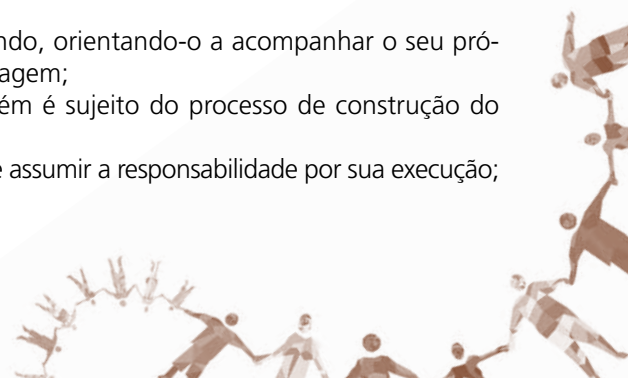 ndo, orientando-o a acompanhar o seu pró-
agem;
ém é sujeito do processo de construção do
e assumir a responsabilidade por sua execução;